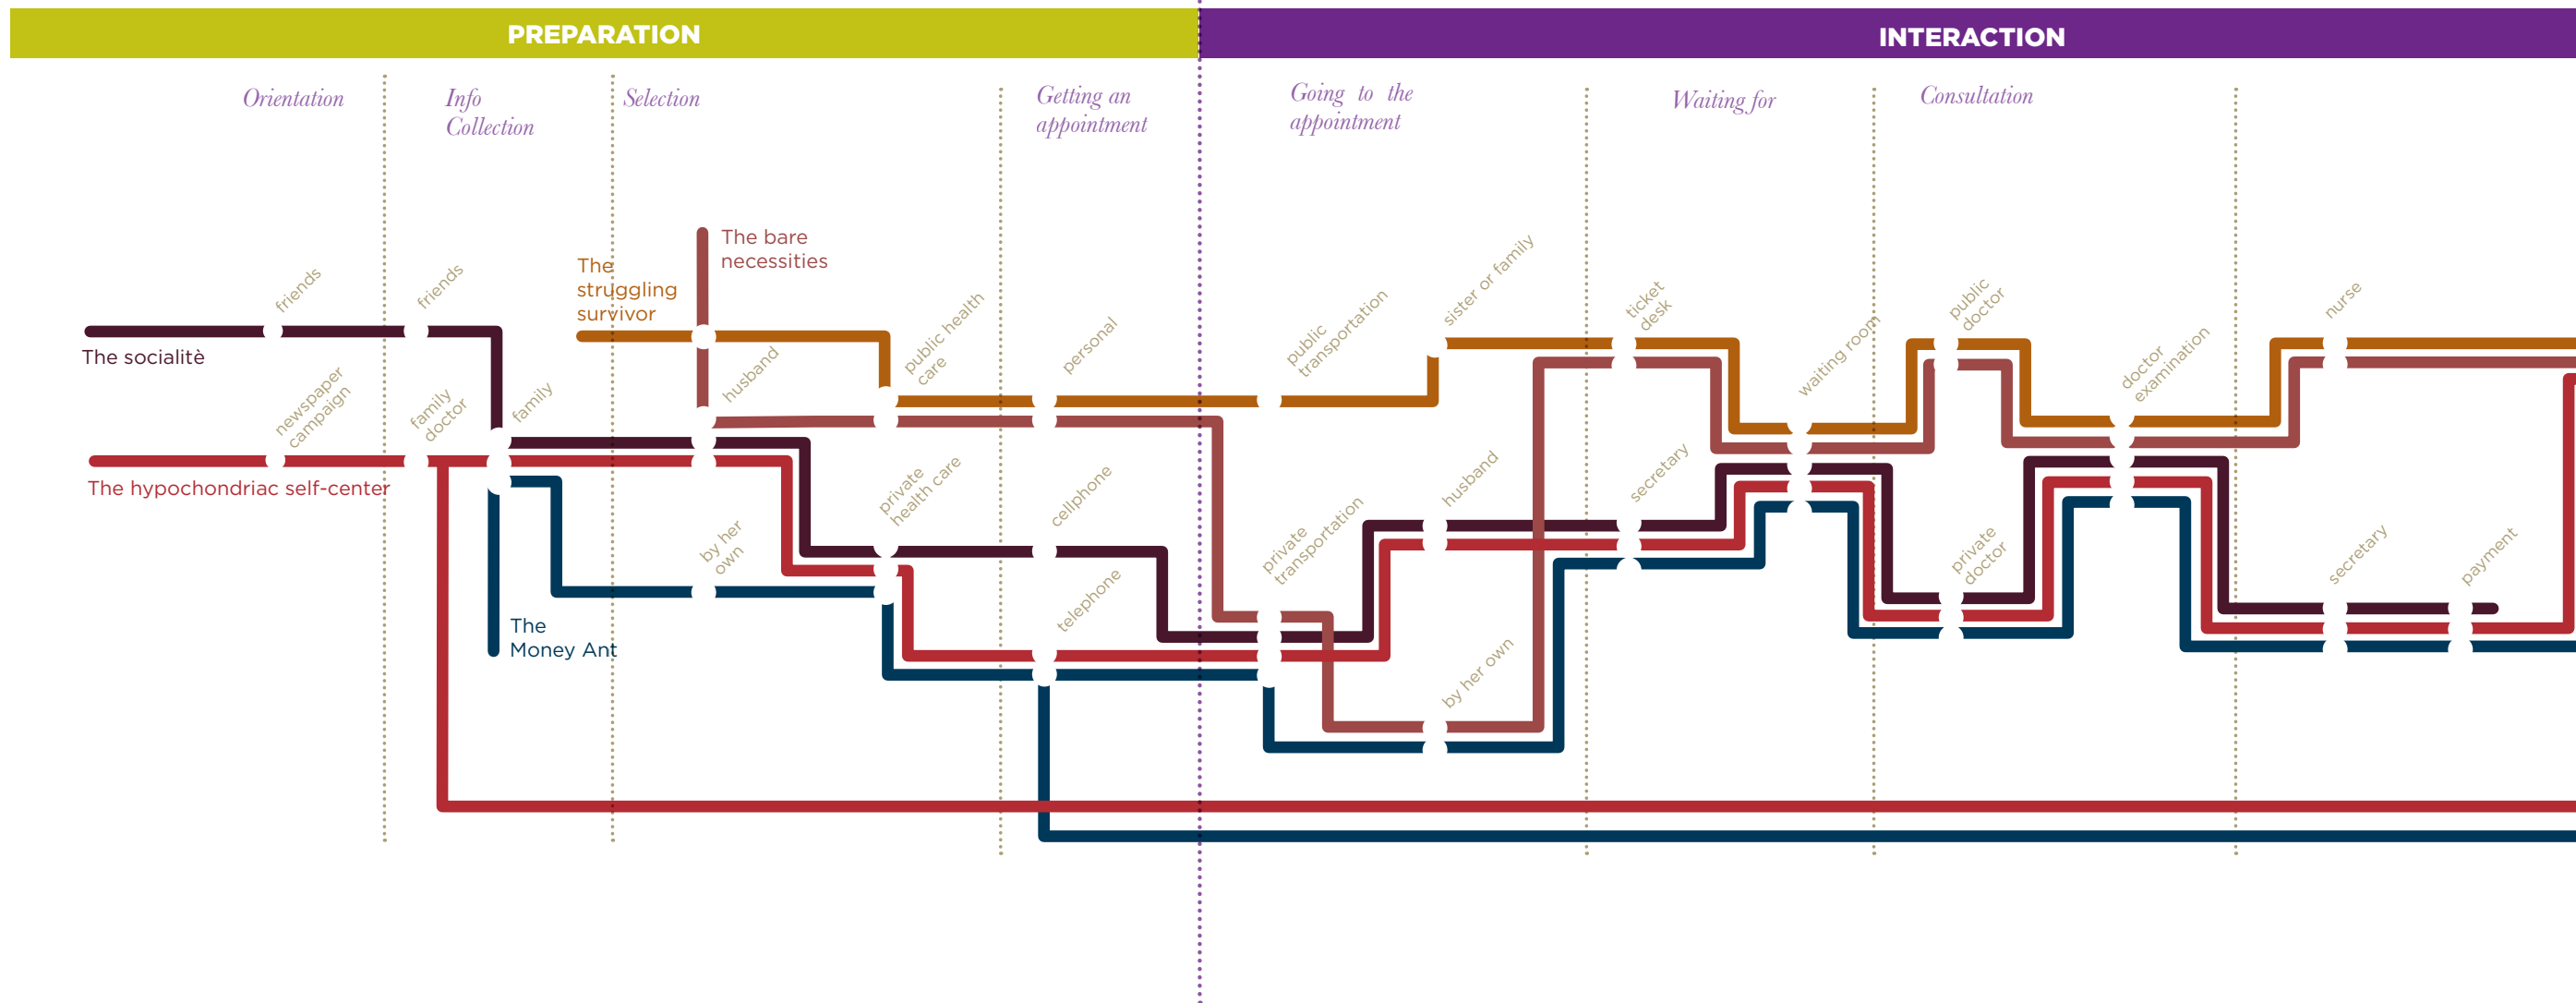 PREPARATION
INTERACTION
Orientation
Info
Collection
Selection
Getting an
appointment
Going to the
appointment
Waiting for
Consultation
The socialitè
The hypochondriac self-center
The
Money Ant
The
struggling
survivor
The bare
necessities
friends
newspaper
campaign
friends
family
doctor
family
husband
by her
own
public health
care
private
health care
personal
cellphone
telephone
public
transportation
private
transportation
sister or family
husband
by her own
ticket
desk
secretary
waiting room
public
doctor
private
doctor
doctor
examination
nurse
secretary
payment